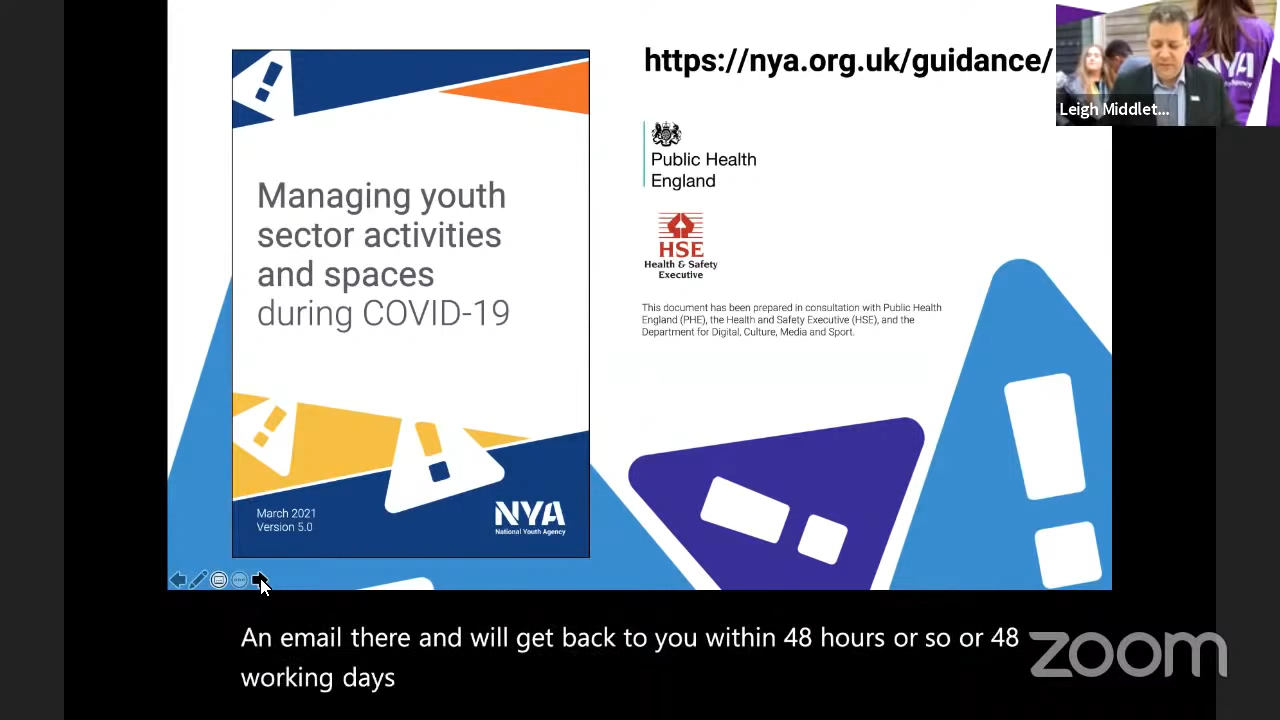 https://nya.org.uk/guidance/
Leigh Middlet...
NYA
Public Health
England
HSE
Health & Safety
Executive
This document has been prepared in consultation with Public Health
England (PHE), the Health and Safety Executive (HSE), and the
Department for Digital, Culture, Media and Sport.
Managing youth
sector activities
and spaces
during COVID-19
March 2021
Version 5.0
NYA
National Youth Agency
An email there and will get back to you within 48 hours or so or 48
working days
zoom